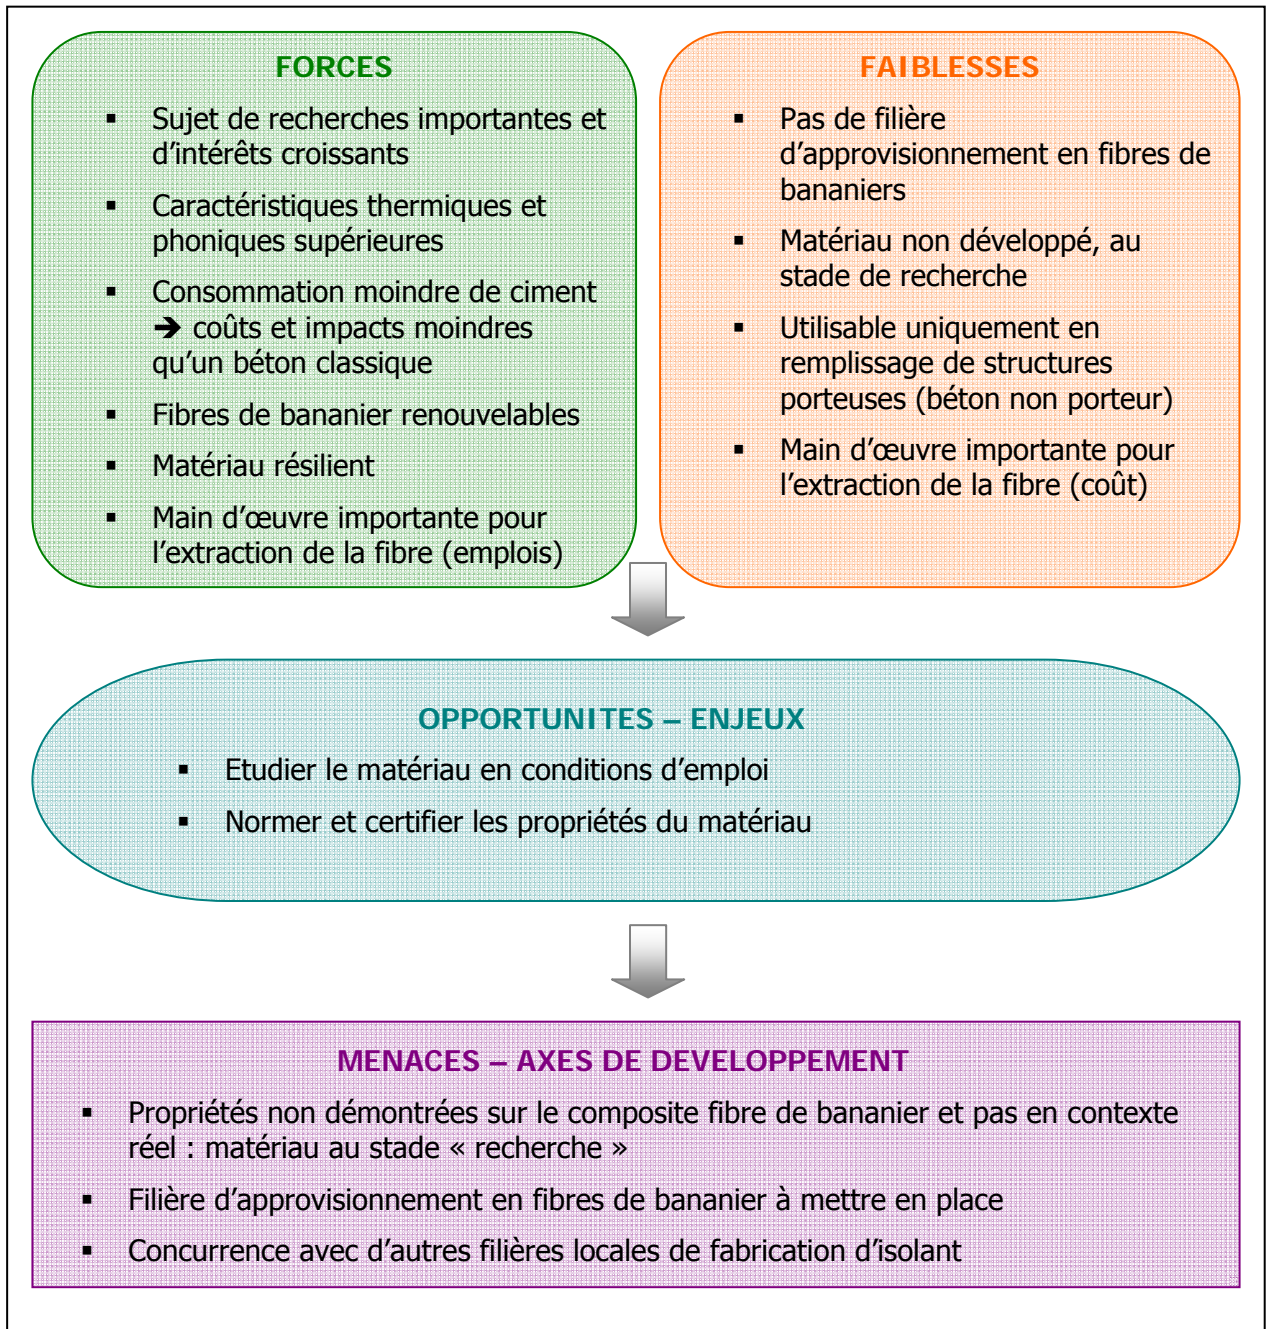 FORCES
▪ Sujet de recherches importantes et
d'intérêts croissants
▪ Caractéristiques thermiques et
phoniques supérieures
▪ Consommation moindre de ciment
➔ coûts et impacts moindres
qu'un béton classique
▪ Fibres de bananier renouvelables
▪ Matériau résilient
▪ Main d'œuvre importante pour
l'extraction de la fibre (emplois)
FAIBLESSES
▪ Pas de filière
d'approvisionnement en fibres de
bananiers
▪ Matériau non développé, au
stade de recherche
▪ Utilisable uniquement en
remplissage de structures
porteuses (béton non porteur)
▪ Main d'œuvre importante pour
l'extraction de la fibre (coût)
OPPORTUNITES – ENJEUX
▪ Etudier le matériau en conditions d'emploi
▪ Normer et certifier les propriétés du matériau
MENACES – AXES DE DEVELOPPEMENT
▪ Propriétés non démontrées sur le composite fibre de bananier et pas en contexte
réel : matériau au stade « recherche »
▪ Filière d'approvisionnement en fibres de bananier à mettre en place
▪ Concurrence avec d'autres filières locales de fabrication d'isolant